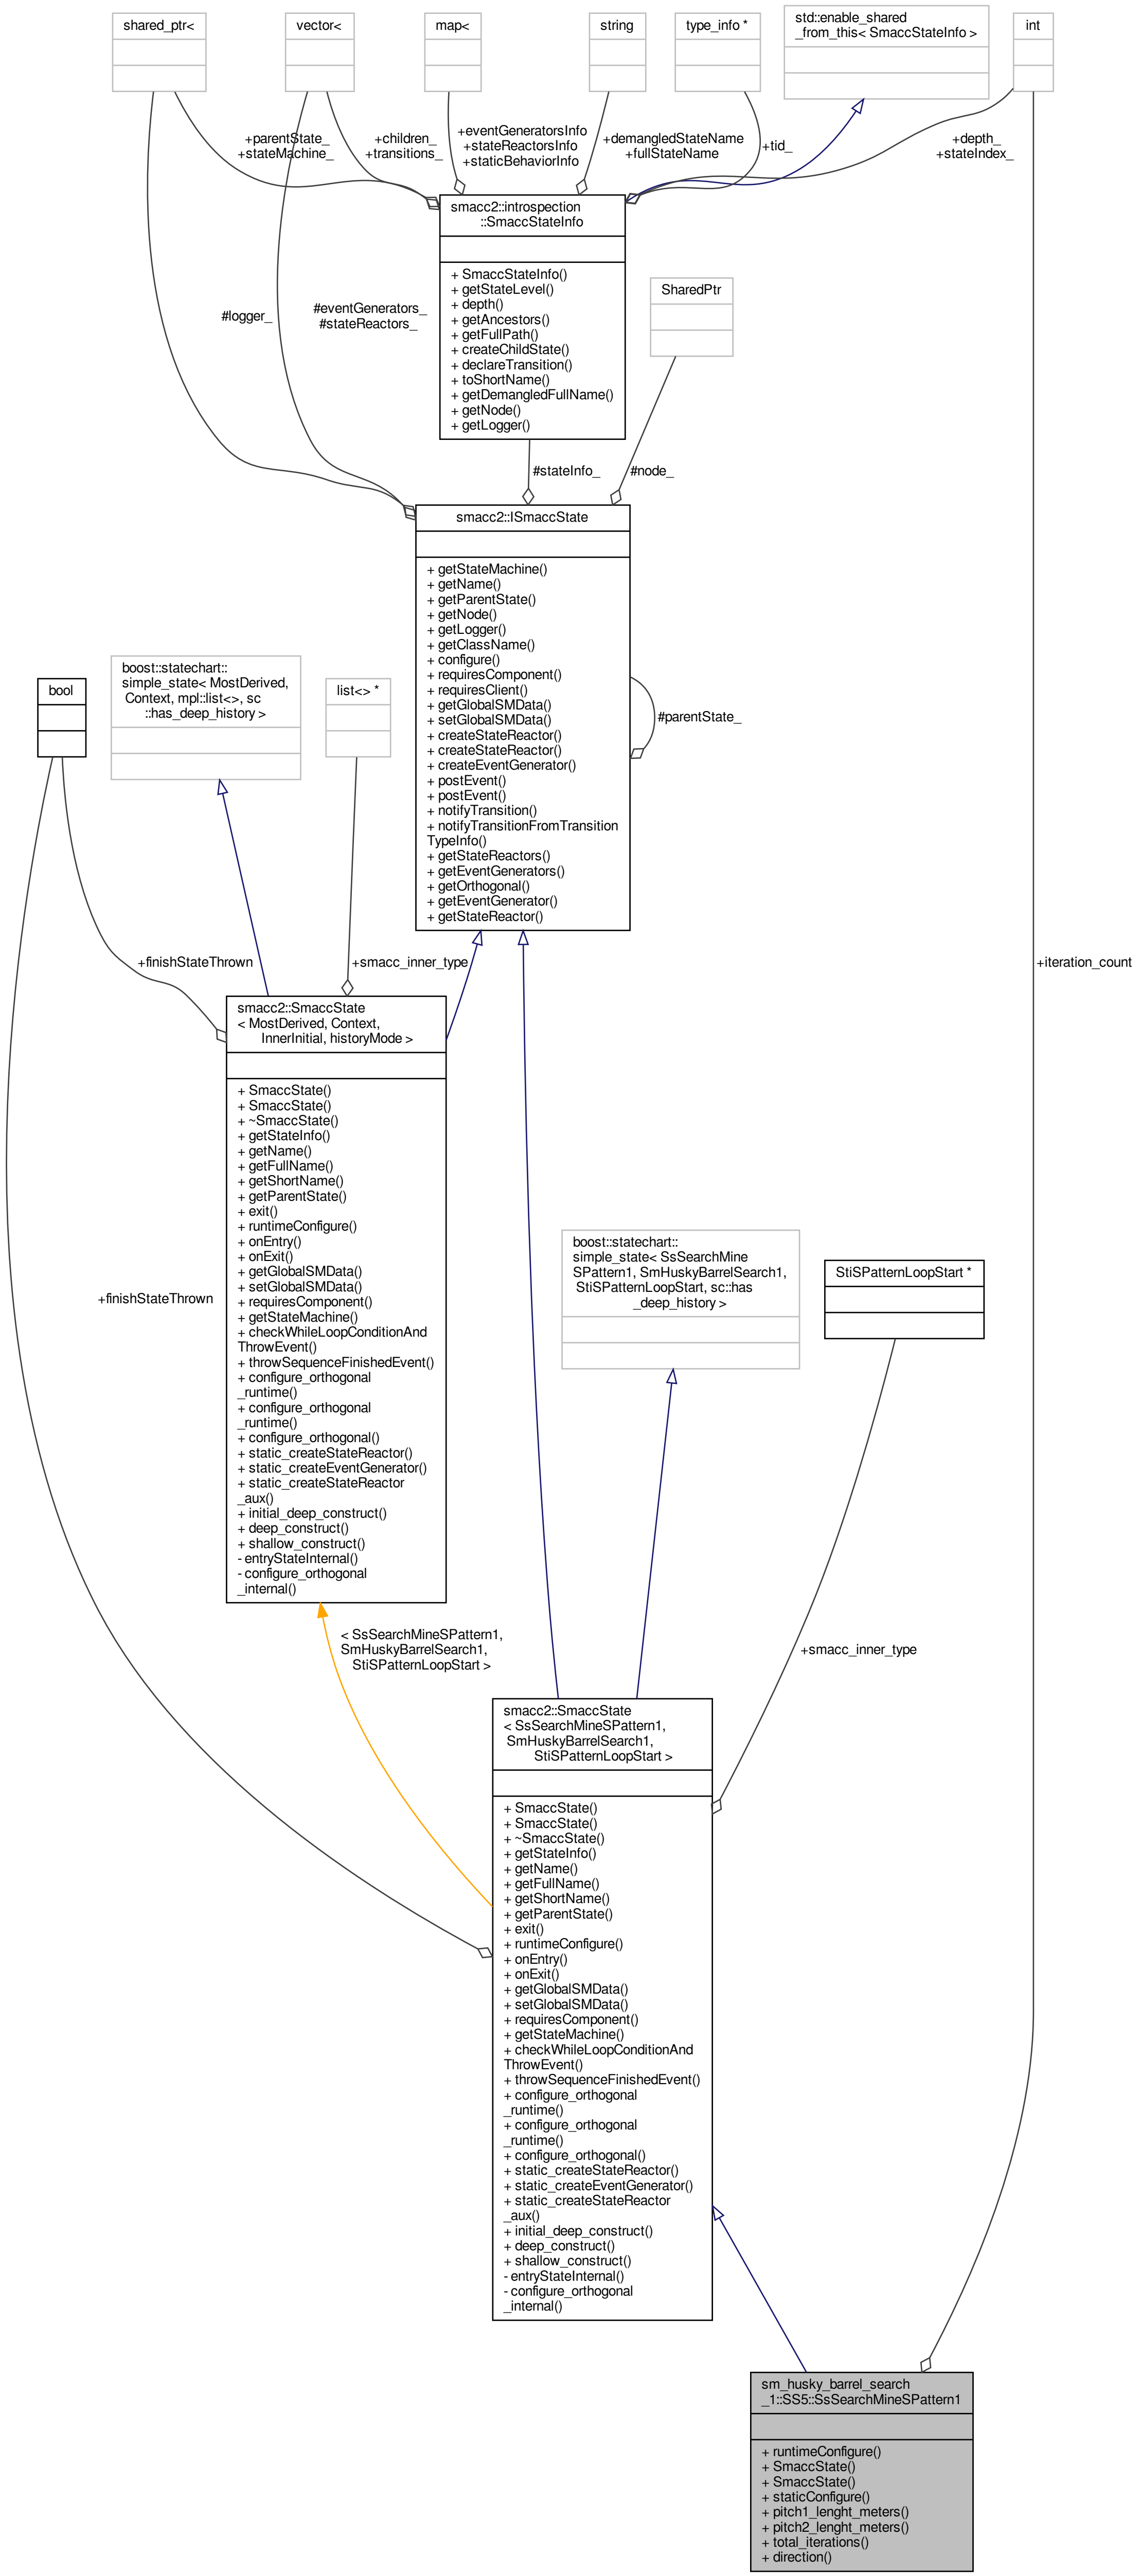 shared_ptr<
vector<
map<
string
type_info *
std::enable_shared
_from_this< SmaccStateInfo >
int
+parentState_
+stateMachine_
+children_
+transitions_
+eventGeneratorsInfo
+stateReactorsInfo
+staticBehaviorInfo
+demangledStateName
+fullStateName
+tid_
+depth_
+stateIndex_
smacc2::introspection
::SmaccStateInfo
+ SmaccStateInfo()
+ getStateLevel()
+ depth()
+ getAncestors()
+ getFullPath()
+ createChildState()
+ declareTransition()
+ toShortName()
+ getDemangledFullName()
+ getNode()
+ getLogger()
SharedPtr
#logger_
#eventGenerators_
#stateReactors_
#stateInfo_
#node_
smacc2::ISmaccState
+ getStateMachine()
+ getName()
+ getParentState()
+ getNode()
+ getLogger()
+ getClassName()
+ configure()
+ requiresComponent()
+ requiresClient()
+ getGlobalSMData()
+ setGlobalSMData()
+ createStateReactor()
+ createStateReactor()
+ createEventGenerator()
+ postEvent()
+ postEvent()
+ notifyTransition()
+ notifyTransitionFromTransition
TypeInfo()
+ getStateReactors()
+ getEventGenerators()
+ getOrthogonal()
+ getEventGenerator()
+ getStateReactor()
#parentState_
bool
boost::statechart::
simple_state< MostDerived,
Context, mpl::list<>, sc
::has_deep_history >
list<> *
+finishStateThrown
+smacc_inner_type
+iteration_count
smacc2::SmaccState
< MostDerived, Context,
InnerInitial, historyMode >
+ SmaccState()
+ SmaccState()
+ ~SmaccState()
+ getStateInfo()
+ getName()
+ getFullName()
+ getShortName()
+ getParentState()
+ exit()
+ runtimeConfigure()
+ onEntry()
+ onExit()
+ getGlobalSMData()
+ setGlobalSMData()
+ requiresComponent()
+ getStateMachine()
+ checkWhileLoopConditionAnd
ThrowEvent()
+ throwSequenceFinishedEvent()
+ configure_orthogonal
_runtime()
+ configure_orthogonal
_runtime()
+ configure_orthogonal()
+ static_createStateReactor()
+ static_createEventGenerator()
+ static_createStateReactor
_aux()
+ initial_deep_construct()
+ deep_construct()
+ shallow_construct()
- entryStateInternal()
- configure_orthogonal
_internal()
+finishStateThrown
boost::statechart::
simple_state< SsSearchMine
SPattern1, SmHuskyBarrelSearch1,
StiSPatternLoopStart, sc::has
_deep_history >
StiSPatternLoopStart *
< SsSearchMineSPattern1,
SmHuskyBarrelSearch1,
StiSPatternLoopStart >
+smacc_inner_type
smacc2::SmaccState
< SsSearchMineSPattern1,
SmHuskyBarrelSearch1,
StiSPatternLoopStart >
+ SmaccState()
+ SmaccState()
+ ~SmaccState()
+ getStateInfo()
+ getName()
+ getFullName()
+ getShortName()
+ getParentState()
+ exit()
+ runtimeConfigure()
+ onEntry()
+ onExit()
+ getGlobalSMData()
+ setGlobalSMData()
+ requiresComponent()
+ getStateMachine()
+ checkWhileLoopConditionAnd
ThrowEvent()
+ throwSequenceFinishedEvent()
+ configure_orthogonal
_runtime()
+ configure_orthogonal
_runtime()
+ configure_orthogonal()
+ static_createStateReactor()
+ static_createEventGenerator()
+ static_createStateReactor
_aux()
+ initial_deep_construct()
+ deep_construct()
+ shallow_construct()
- entryStateInternal()
- configure_orthogonal
_internal()
sm_husky_barrel_search
_1::SS5::SsSearchMineSPattern1
+ runtimeConfigure()
+ SmaccState()
+ SmaccState()
+ staticConfigure()
+ pitch1_lenght_meters()
+ pitch2_lenght_meters()
+ total_iterations()
+ direction()